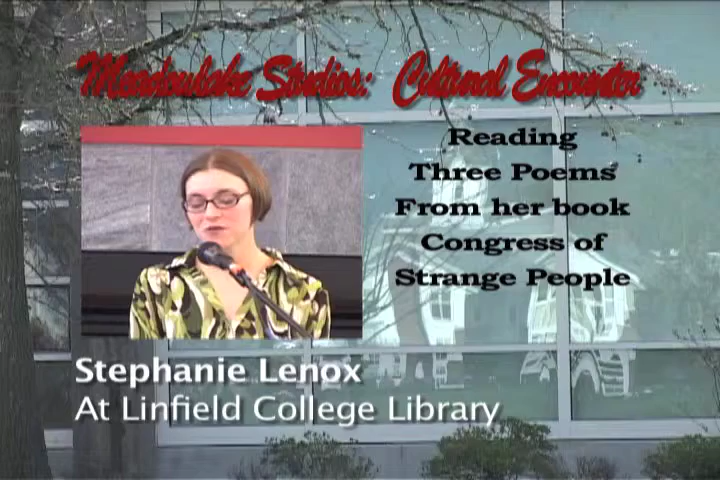 Meadowlake Studios: Cultural Encounter
Reading
Three Poems
From her book
Congress of
Strange People
Stephanie Lenox
At Linfield College Library